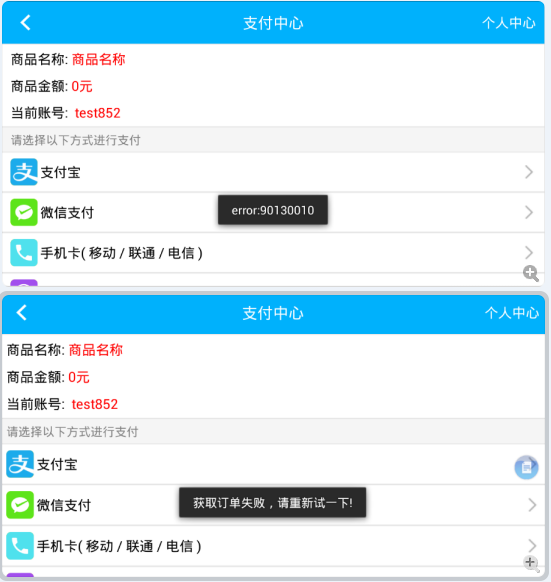 支付中心 个人中心
商品名称: 商品名称
商品金额: 0元
当前账号: test852
请选择以下方式进行支付
支 支付宝
微信支付
error:90130010
手机卡( 移动 / 联通 / 电信 )
支付中心 个人中心
商品名称: 商品名称
商品金额: 0元
当前账号: test852
请选择以下方式进行支付
支 支付宝
微信支付
获取订单失败，请重新试一下!
手机卡( 移动 / 联通 / 电信 )